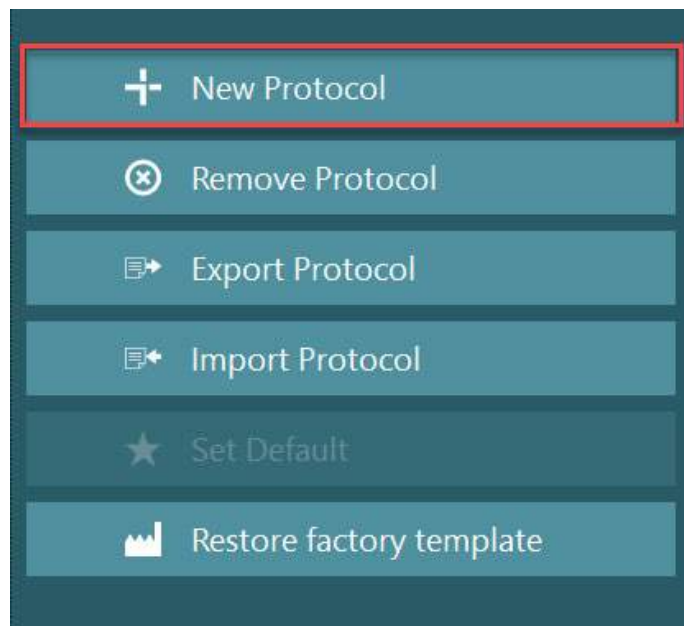 New Protocol
Remove Protocol
Export Protocol
Import Protocol
Set Default
Restore factory template